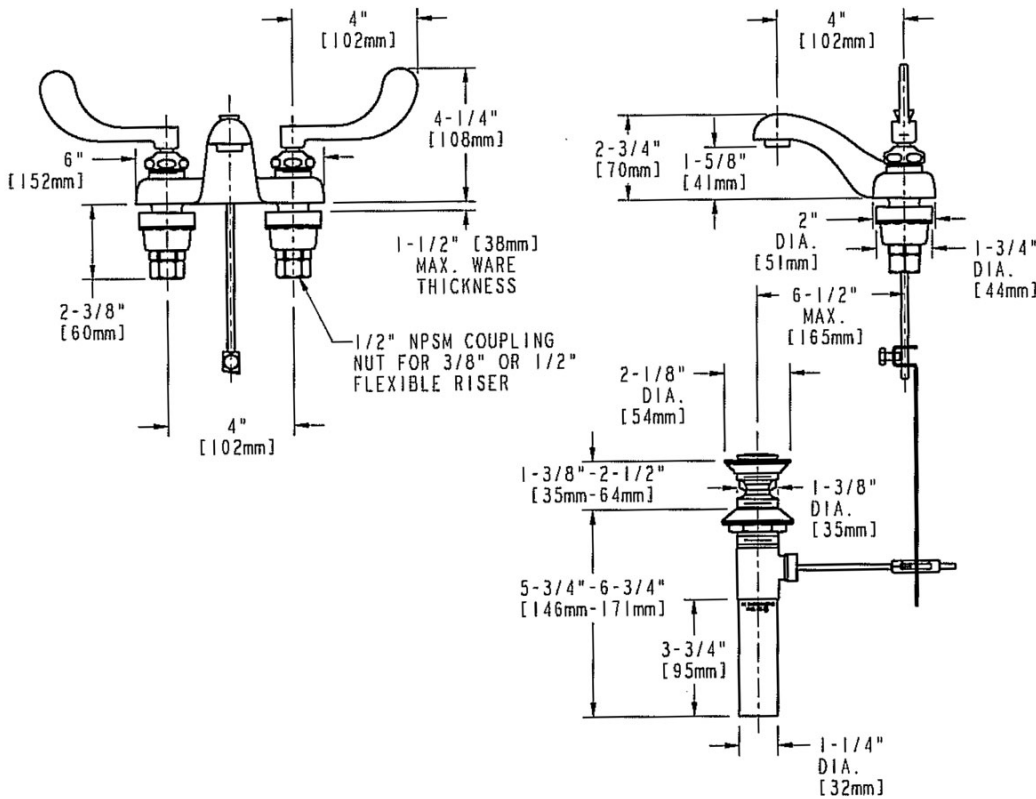 4"
[102mm]
4-1/4"
[108mm]
6"
[152mm]
1-1/2" [38mm]
MAX. WARE
THICKNESS
2-3/8"
[60mm]
1/2" NPSM COUPLING
NUT FOR 3/8" OR 1/2"
FLEXIBLE RISER
4"
[102mm]
4"
[102mm]
2-3/4"
[70mm]
1-5/8"
[41mm]
2"
DIA.
[51mm]
1-3/4"
DIA.
[44mm]
6-1/2"
MAX.
[165mm]
2-1/8"
DIA.
[54mm]
1-3/8"-2-1/2"
[35mm-64mm]
1-3/8"
DIA.
[35mm]
5-3/4"-6-3/4"
[146mm-171mm]
3-3/4"
[95mm]
1-1/4"
DIA.
[32mm]